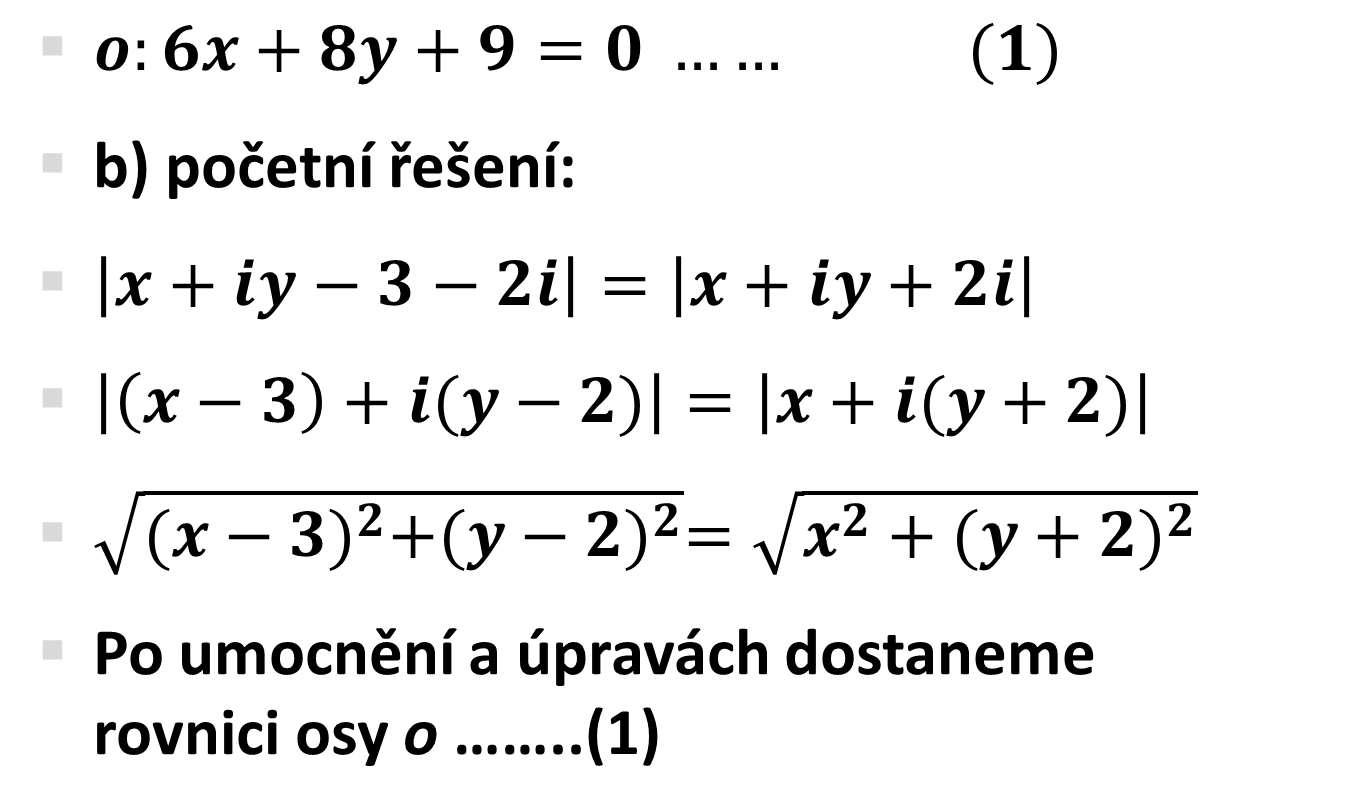 ▪ o: 6x + 8y + 9 = 0 … … (1)
▪ b) početní řešení:
▪ |x + iy − 3 − 2i| = |x + iy + 2i|
▪ |(x − 3) + i(y − 2)| = |x + i(y + 2)|
▪ √((x − 3)²+(y − 2)²)= √(x² + (y + 2)²)
▪ Po umocnění a úpravách dostaneme
rovnici osy o ……..(1)